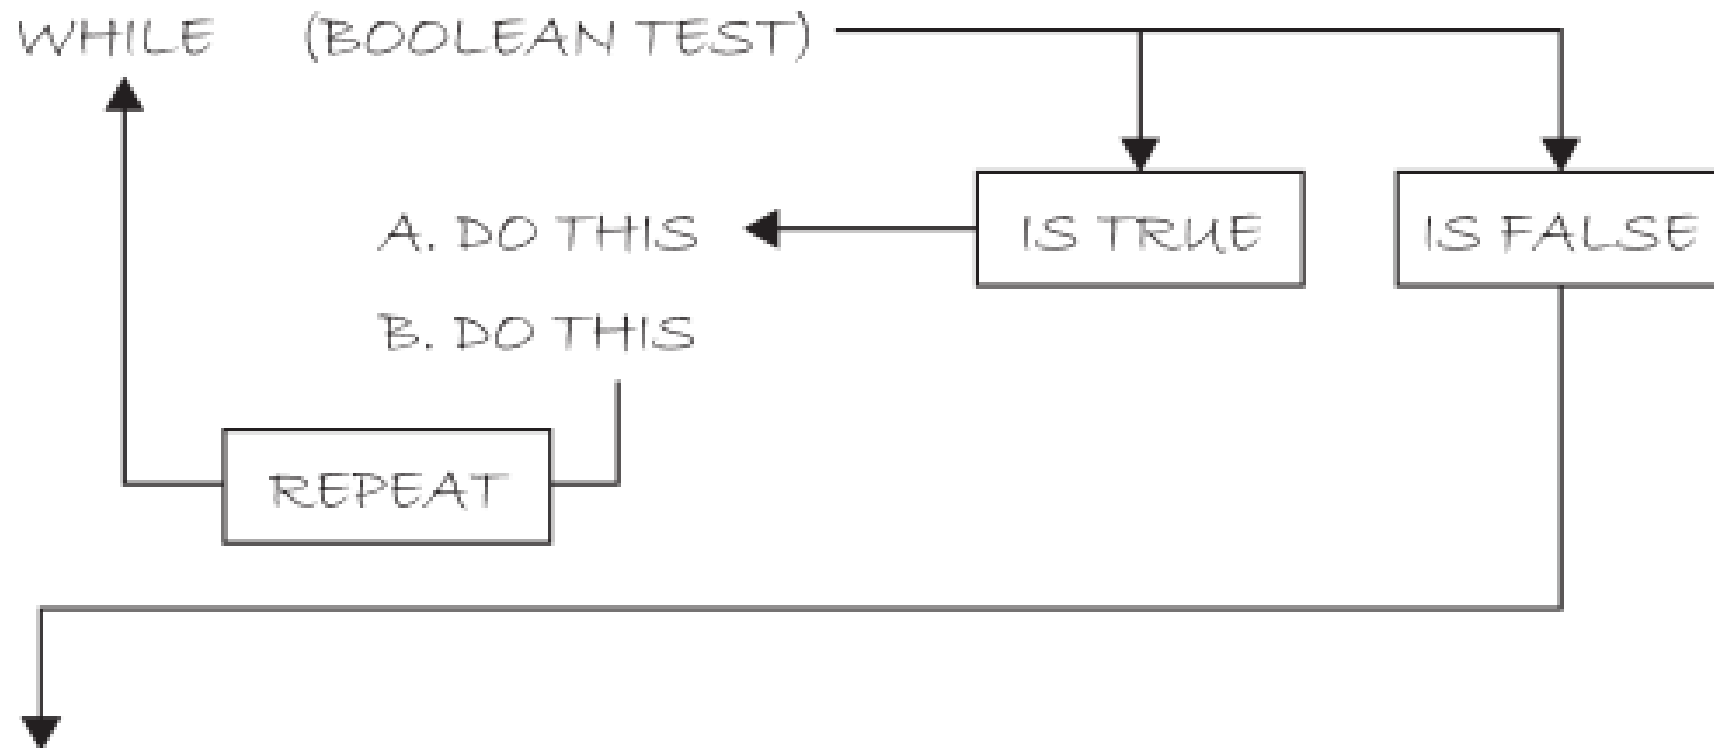 WHILE (BOOLEAN TEST)
A. DO THIS
IS TRUE
IS FALSE
B. DO THIS
REPEAT